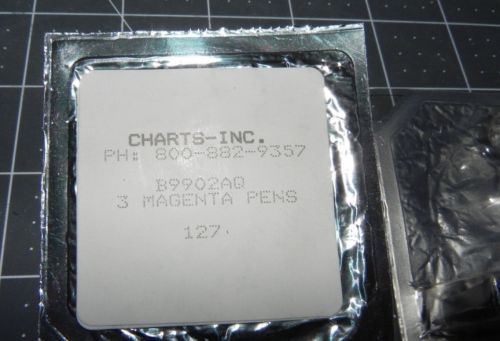 CHARTS-INC.
PH: 800-882-9357
B9902AQ
3 MAGENTA PENS
127